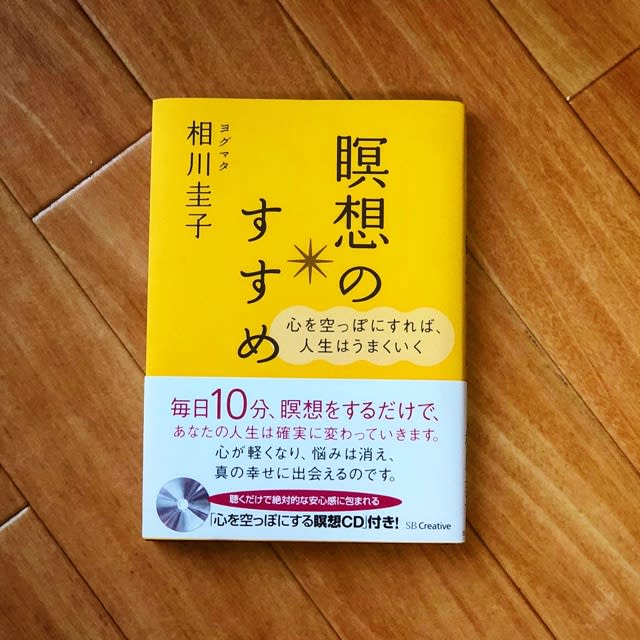 瞑想の
すすめ
心を空っぽにすれば、
人生はうまくいく
ヨグマタ
相川圭子
毎日10分、瞑想をするだけで、
あなたの人生は確実に変わっていきます。
心が軽くなり、悩みは消え、
真の幸せに出会えるのです。
聴くだけで絶対的な安心感に包まれる
「心を空っぽにする瞑想CD」付き!
SB Creative